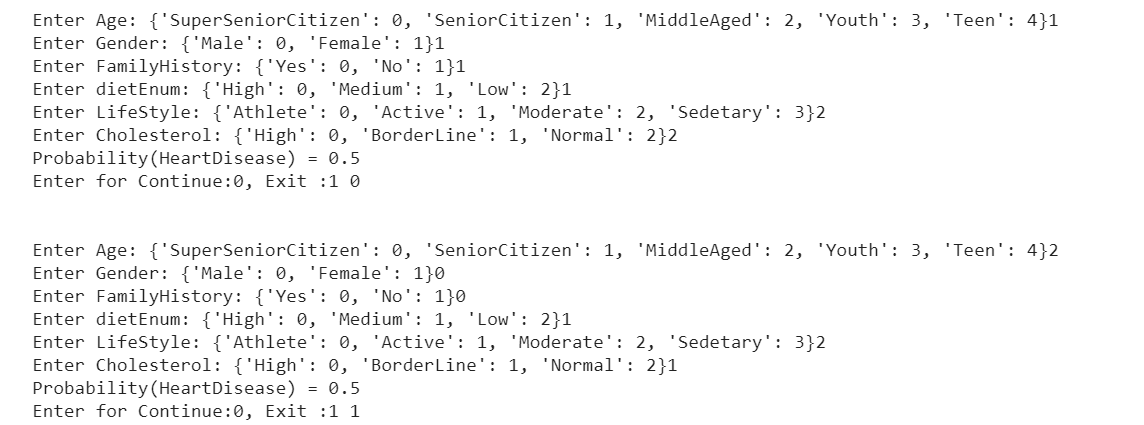 Enter Age: {'SuperSeniorCitizen': 0, 'SeniorCitizen': 1, 'MiddleAged': 2, 'Youth': 3, 'Teen': 4}1
Enter Gender: {'Male': 0, 'Female': 1}1
Enter FamilyHistory: {'Yes': 0, 'No': 1}1
Enter dietEnum: {'High': 0, 'Medium': 1, 'Low': 2}1
Enter LifeStyle: {'Athlete': 0, 'Active': 1, 'Moderate': 2, 'Sedetary': 3}2
Enter Cholesterol: {'High': 0, 'BorderLine': 1, 'Normal': 2}2
Probability(HeartDisease) = 0.5
Enter for Continue:0, Exit :1 0
Enter Age: {'SuperSeniorCitizen': 0, 'SeniorCitizen': 1, 'MiddleAged': 2, 'Youth': 3, 'Teen': 4}2
Enter Gender: {'Male': 0, 'Female': 1}0
Enter FamilyHistory: {'Yes': 0, 'No': 1}0
Enter dietEnum: {'High': 0, 'Medium': 1, 'Low': 2}1
Enter LifeStyle: {'Athlete': 0, 'Active': 1, 'Moderate': 2, 'Sedetary': 3}2
Enter Cholesterol: {'High': 0, 'BorderLine': 1, 'Normal': 2}1
Probability(HeartDisease) = 0.5
Enter for Continue:0, Exit :1 1